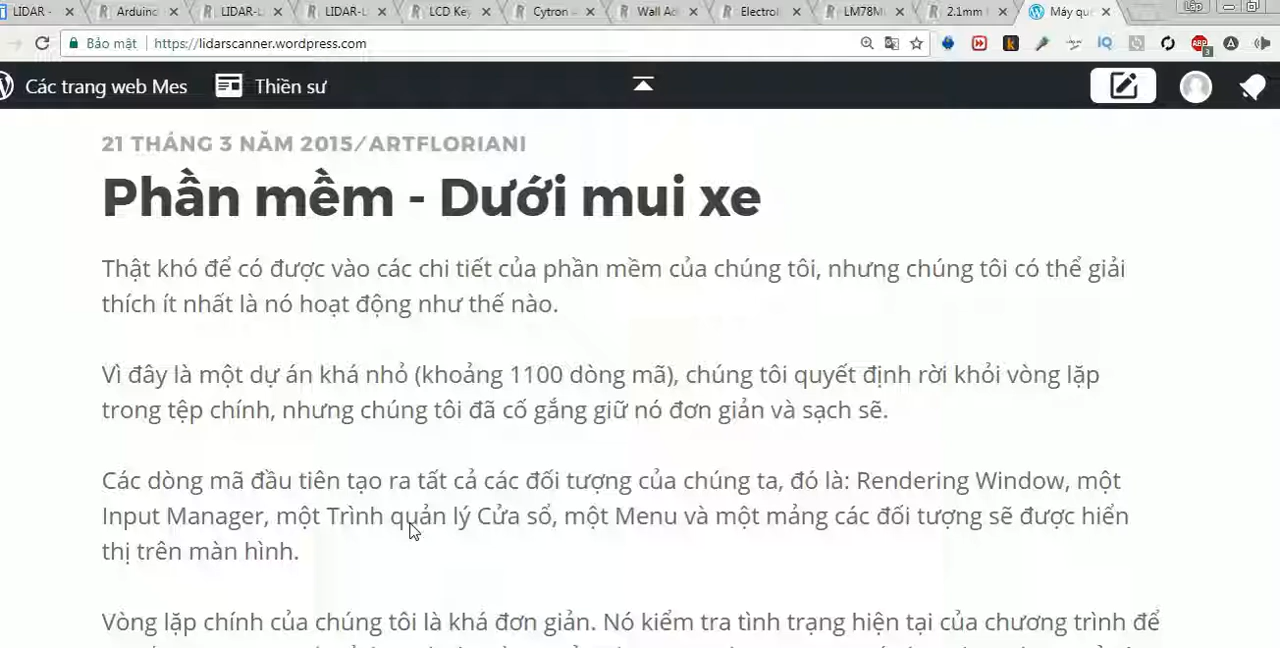 LIDAR - Arduino LIDAR-L LIDAR-L LCD Key Cytron Wall Ac Electrol LM78M 2.1mm Máy qu Lập
Bảo mật https://lidarscanner.wordpress.com ABP 3 IQ
Các trang web Mes Thiền sư
21 THÁNG 3 NĂM 2015/ARTFLORIANI
Phần mềm - Dưới mui xe
Thật khó để có được vào các chi tiết của phần mềm của chúng tôi, nhưng chúng tôi có thể giải
thích ít nhất là nó hoạt động như thế nào.
Vì đây là một dự án khá nhỏ (khoảng 1100 dòng mã), chúng tôi quyết định rời khỏi vòng lặp
trong tệp chính, nhưng chúng tôi đã cố gắng giữ nó đơn giản và sạch sẽ.
Các dòng mã đầu tiên tạo ra tất cả các đối tượng của chúng ta, đó là: Rendering Window, một
Input Manager, một Trình quản lý Cửa sổ, một Menu và một mảng các đối tượng sẽ được hiển
thị trên màn hình.
Vòng lặp chính của chúng tôi là khá đơn giản. Nó kiểm tra tình trạng hiện tại của chương trình để